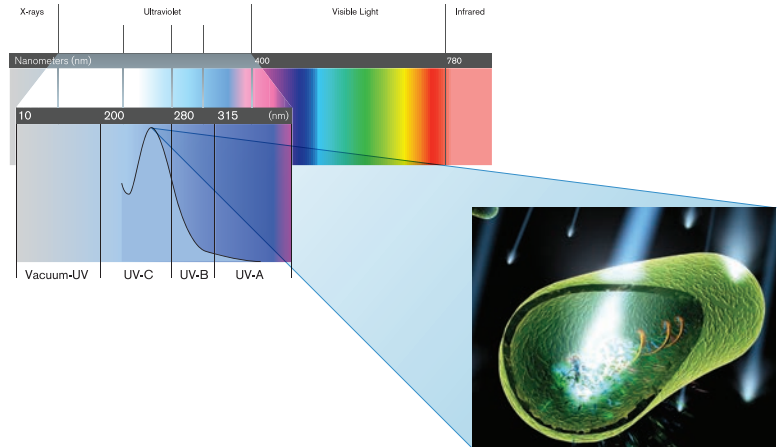 X-rays Ultraviolet Visible Light Infrared
Nanometers (nm) 400 780
10 200 280 315 (nm)
Vacuum-UV UV-C UV-B UV-A